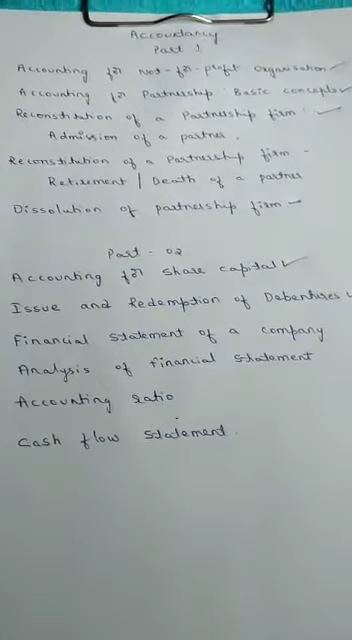 Accountancy
Part 1
Accounting for Not-for-profit Organisation ✓
Accounting for Partnership: Basic concepts ✓
Reconstitution of a Partnership firm - ✓
Admission of a partner.
Reconstitution of a Partnership firm -
Retirement / Death of a partner
Dissolution of partnership firm -
Part - 02
Accounting for share capital ✓
Issue and Redemption of Debentures ✓
Financial statement of a company
Analysis of financial statement
Accounting ratio
Cash flow statement.